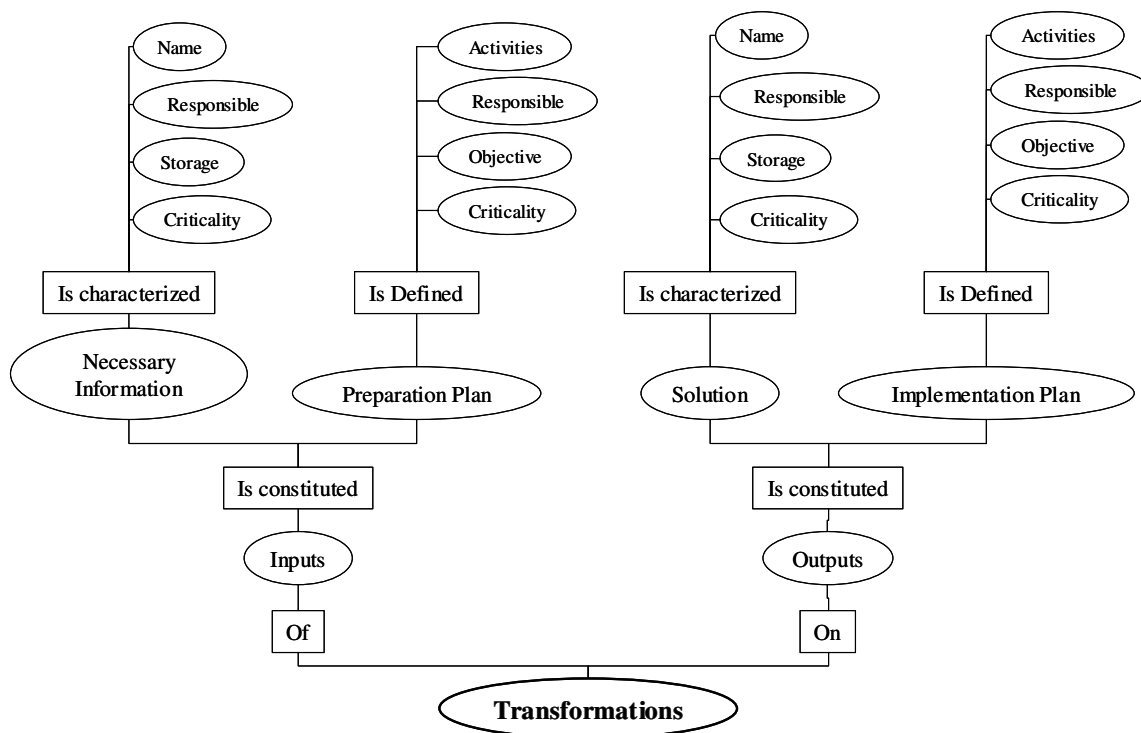 Name
Responsible
Storage
Criticality
Is characterized
Necessary
Information
Activities
Responsible
Objective
Criticality
Is Defined
Preparation Plan
Is constituted
Inputs
Of
Name
Responsible
Storage
Criticality
Is characterized
Solution
Activities
Responsible
Objective
Criticality
Is Defined
Implementation Plan
Is constituted
Outputs
On
Transformations